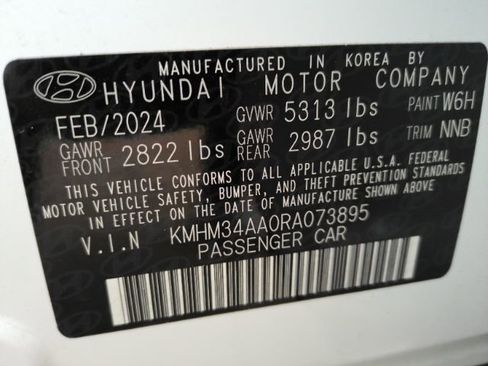 MANUFACTURED IN KOREA BY
HYUNDAI MOTOR COMPANY
FEB/2024 GVWR 5313 lbs PAINT W6H
GAWR FRONT 2822 lbs GAWR REAR 2987 lbs TRIM NNB
THIS VEHICLE CONFORMS TO ALL APPLICABLE U.S.A. FEDERAL
MOTOR VEHICLE SAFETY, BUMPER, AND THEFT PREVENTION STANDARDS
IN EFFECT ON THE DATE OF MANUFACTURE SHOWN ABOVE.
V.I.N KMHM34AA0RA073895
PASSENGER CAR